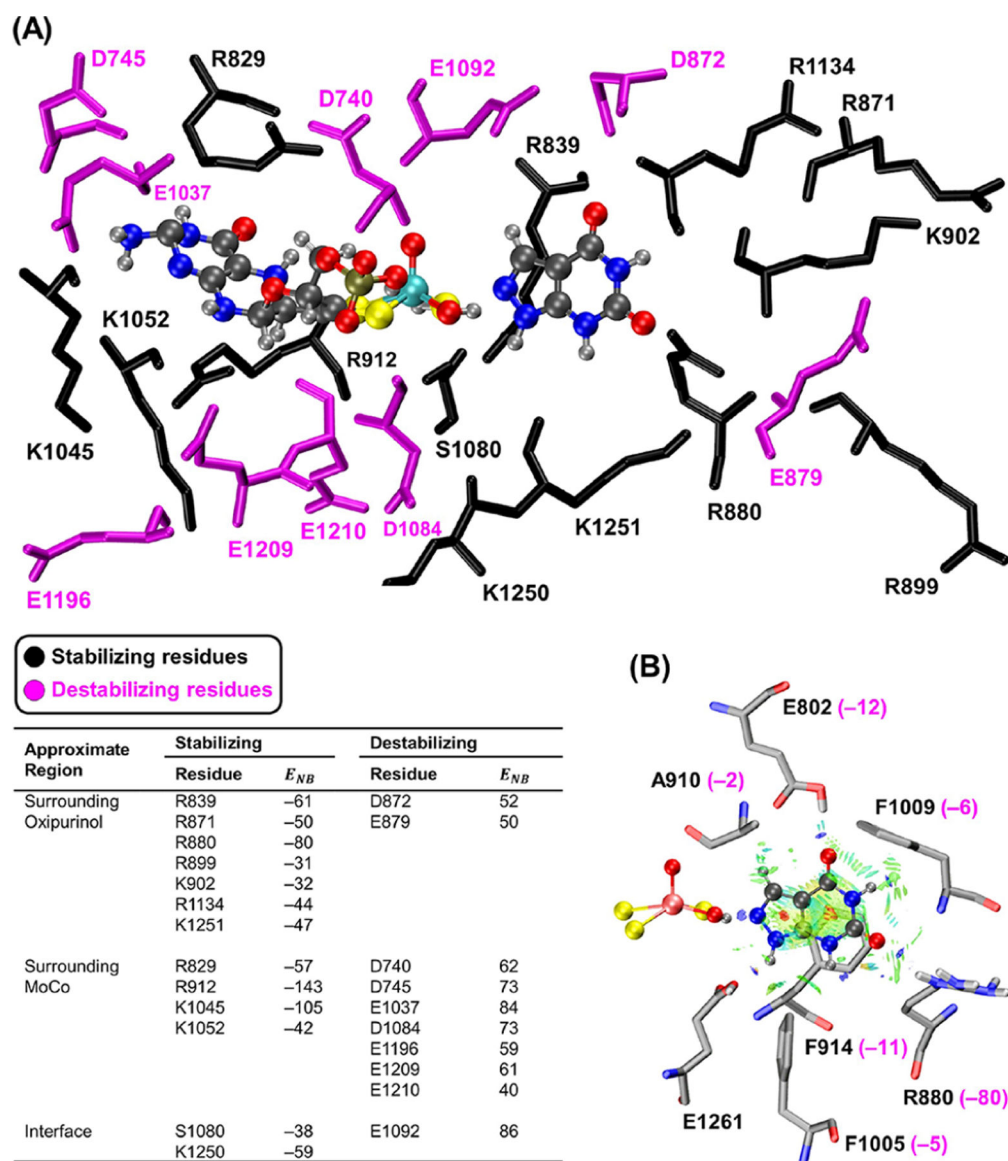 (A)
D745
R829
D740
E1092
D872
R1134
R871
R839
E1037
K902
K1052
R912
K1045
S1080
E879
E1209
E1210
D1084
K1251
R880
K1250
R899
E1196
Stabilizing residues
Destabilizing residues
Approximate Region Stabilizing Destabilizing
Residue E_NB Residue E_NB
Surrounding R839 –61 D872 52
Oxipurinol R871 –50 E879 50
R880 –80
R899 –31
K902 –32
R1134 –44
K1251 –47
Surrounding R829 –57 D740 62
MoCo R912 –143 D745 73
K1045 –105 E1037 84
K1052 –42 D1084 73
E1196 59
E1209 61
E1210 40
Interface S1080 –38 E1092 86
K1250 –59
(B)
E802 (–12)
A910 (–2)
F1009 (–6)
F914 (–11)
R880 (–80)
E1261
F1005 (–5)